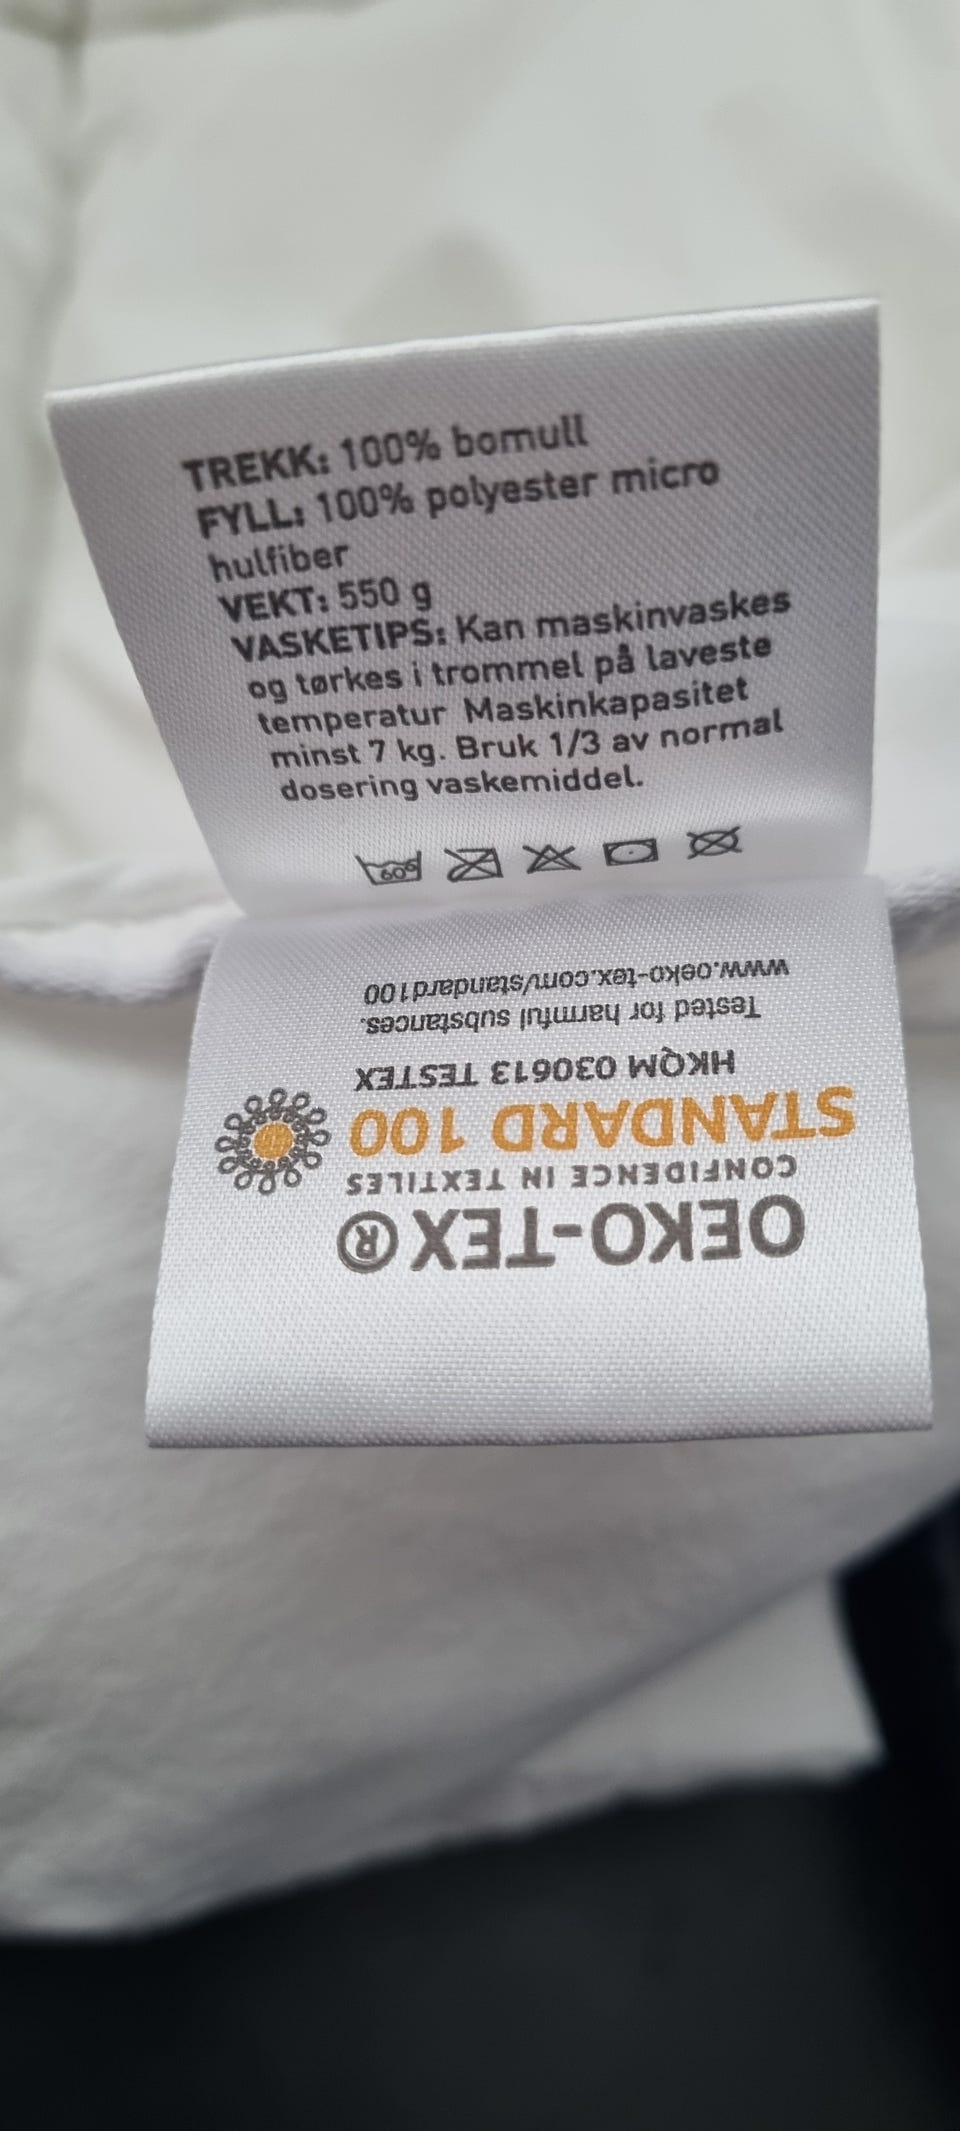 TREKK: 100% bomull
FYLL: 100% polyester micro
hulfiber
VEKT: 550 g
VASKETIPS: Kan maskinvaskes
og tørkes i trommel på laveste
temperatur Maskinkapasitet
minst 7 kg. Bruk 1/3 av normal
dosering vaskemiddel.
60°
OEKO-TEX®
CONFIDENCE IN TEXTILES
STANDARD 100
HKQM 030613 TESTEX
Tested for harmful substances.
www.oeko-tex.com/standard100